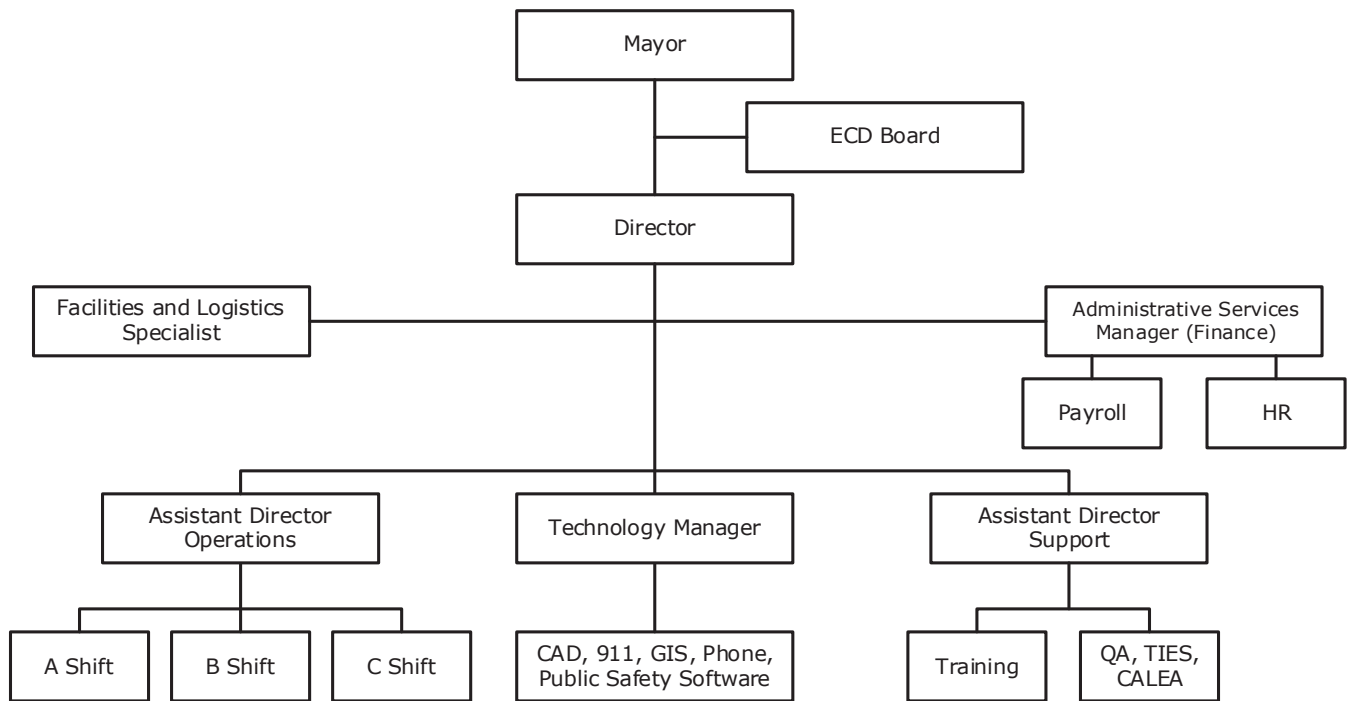 Mayor
ECD Board
Director
Facilities and Logistics
Specialist
Administrative Services
Manager (Finance)
Payroll
HR
Assistant Director
Operations
Technology Manager
Assistant Director
Support
A Shift
B Shift
C Shift
CAD, 911, GIS, Phone,
Public Safety Software
Training
QA, TIES,
CALEA